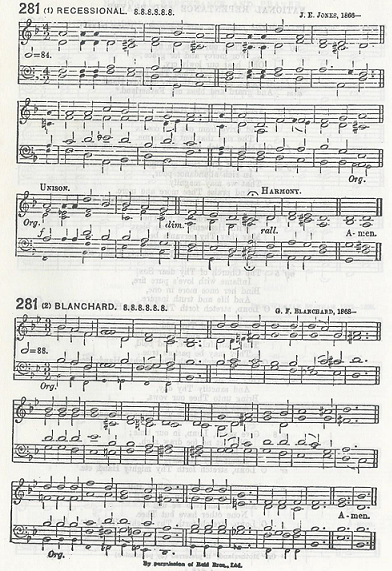 281 (1) RECESSIONAL. 8.8.8.8.8.8. J. E. JONES, 1866–
♩=84.
Org.
UNISON. HARMONY.
Org. f dim. rall. A-men.
281 (2) BLANCHARD. 8.8.8.8.8.8. G. F. BLANCHARD, 1868–
♩=88.
Org.
A-men.
Org.
By permission of Reid Bros., Ltd.